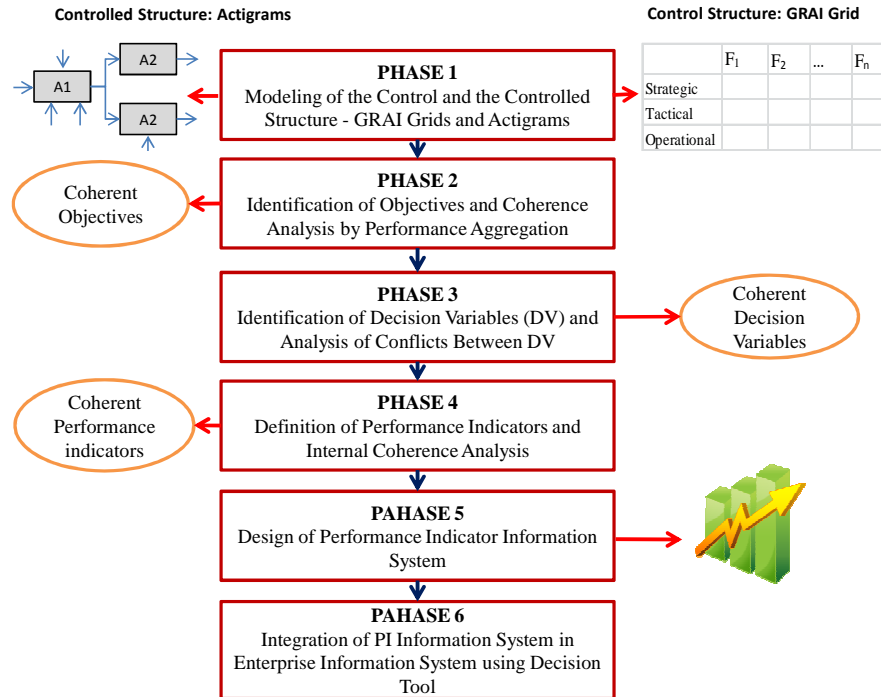 Controlled Structure: Actigrams
Control Structure: GRAI Grid
A1
A2
A2
PHASE 1
Modeling of the Control and the Controlled
Structure - GRAI Grids and Actigrams
F1 F2 ... Fn
Strategic
Tactical
Operational
PHASE 2
Identification of Objectives and Coherence
Analysis by Performance Aggregation
Coherent
Objectives
PHASE 3
Identification of Decision Variables (DV) and
Analysis of Conflicts Between DV
Coherent
Decision
Variables
PHASE 4
Definition of Performance Indicators and
Internal Coherence Analysis
Coherent
Performance
indicators
PAHASE 5
Design of Performance Indicator Information
System
PAHASE 6
Integration of PI Information System in
Enterprise Information System using Decision
Tool